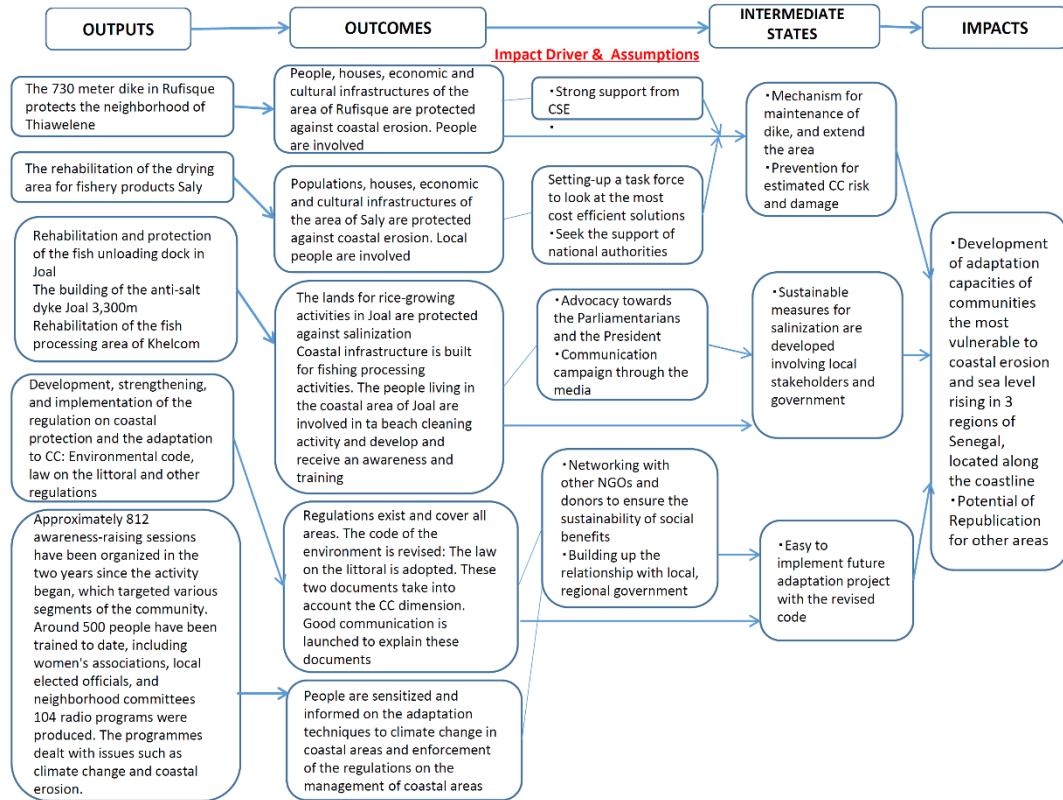 OUTPUTS
OUTCOMES
INTERMEDIATE
STATES
IMPACTS
Impact Driver & Assumptions
The 730 meter dike in Rufisque
protects the neighborhood of
Thiawelene
The rehabilitation of the drying
area for fishery products Saly
Rehabilitation and protection
of the fish unloading dock in
Joal
The building of the anti-salt
dyke Joal 3,300m
Rehabilitation of the fish
processing area of Khelcom
Development, strengthening,
and implementation of the
regulation on coastal
protection and the adaptation
to CC: Environmental code,
law on the littoral and other
regulations
Approximately 812
awareness-raising sessions
have been organized in the
two years since the activity
began, which targeted various
segments of the community.
Around 500 people have been
trained to date, including
women's associations, local
elected officials, and
neighborhood committees
104 radio programs were
produced. The programmes
dealt with issues such as
climate change and coastal
erosion.
People, houses, economic and
cultural infrastructures of the
area of Rufisque are protected
against coastal erosion. People
are involved
Populations, houses, economic
and cultural infrastructures of
the area of Saly are protected
against coastal erosion. Local
people are involved
The lands for rice-growing
activities in Joal are protected
against salinization
Coastal infrastructure is built
for fishing processing
activities. The people living in
the coastal area of Joal are
involved in ta beach cleaning
activity and develop and
receive an awareness and
training
Regulations exist and cover all
areas. The code of the
environment is revised: The law
on the littoral is adopted. These
two documents take into
account the CC dimension.
Good communication is
launched to explain these
documents
People are sensitized and
informed on the adaptation
techniques to climate change in
coastal areas and enforcement
of the regulations on the
management of coastal areas
・Strong support from
CSE
・
Setting-up a task force
to look at the most
cost efficient solutions
・Seek the support of
national authorities
・Advocacy towards
the Parliamentarians
and the President
・Communication
campaign through the
media
・Networking with
other NGOs and
donors to ensure the
sustainability of social
benefits
・Building up the
relationship with local,
regional government
・Mechanism for
maintenance of
dike, and extend the
area
・Prevention for
estimated CC risk
and damage
・Sustainable
measures for
salinization are
developed
involving local
stakeholders and
government
・Easy to
implement future
adaptation project
with the revised
code
・Development
of adaptation
capacities of
communities
the most
vulnerable to
coastal erosion
and sea level
rising in 3
regions of
Senegal,
located along
the coastline
・Potential of
Republication
for other areas